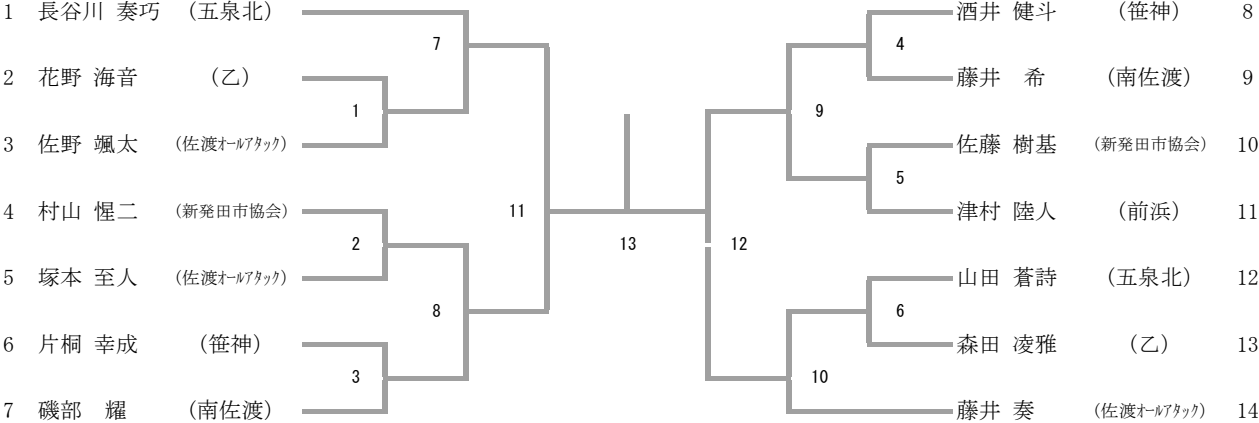 1 長谷川 奏巧 (五泉北)
2 花野 海音 (乙)
3 佐野 颯太 (佐渡ｵｰﾙｱﾀｯｸ)
4 村山 惺二 (新発田市協会)
5 塚本 至人 (佐渡ｵｰﾙｱﾀｯｸ)
6 片桐 幸成 (笹神)
7 磯部 耀 (南佐渡)
7
1
2
8
3
11
13
12
4
9
5
6
10
酒井 健斗 (笹神) 8
藤井 希 (南佐渡) 9
佐藤 樹基 (新発田市協会) 10
津村 陸人 (前浜) 11
山田 蒼詩 (五泉北) 12
森田 凌雅 (乙) 13
藤井 奏 (佐渡ｵｰﾙｱﾀｯｸ) 14